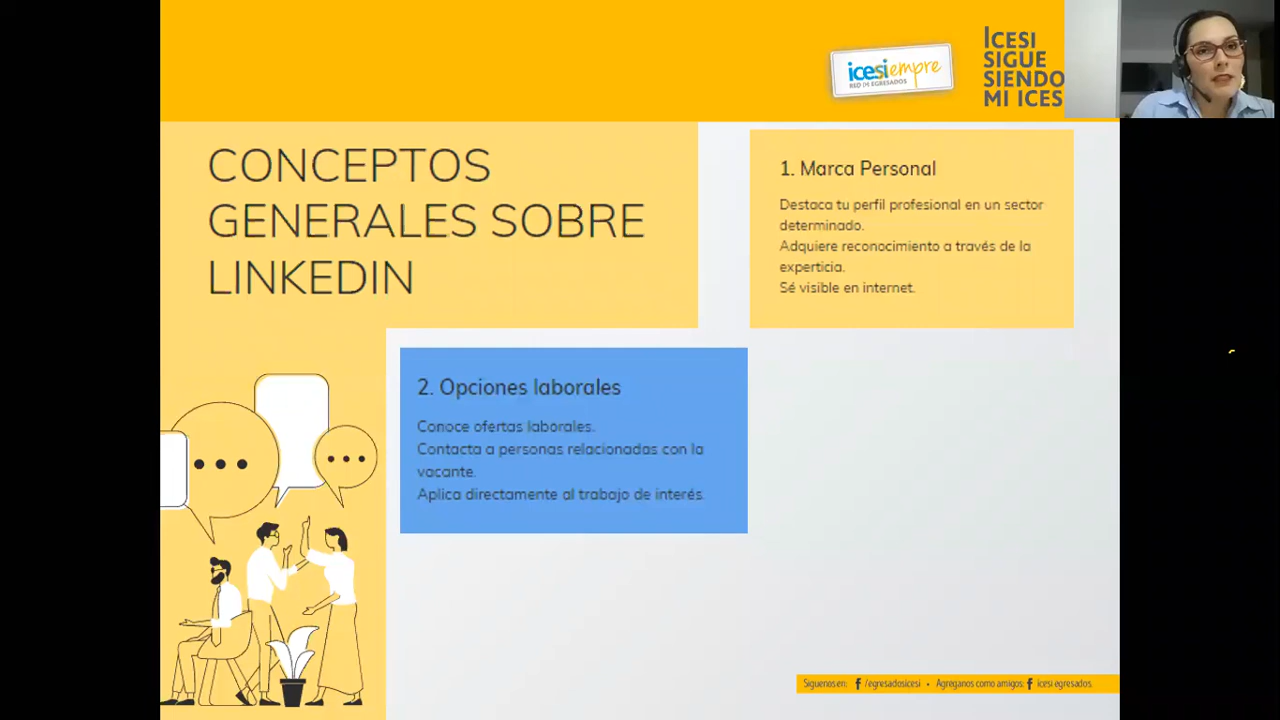 icesiempre
RED DE EGRESADOS
ICESI
SIGUE
SIENDO
MI ICES
CONCEPTOS
GENERALES SOBRE
LINKEDIN
1. Marca Personal
Destaca tu perfil profesional en un sector
determinado.
Adquiere reconocimiento a través de la
experticia.
Sé visible en internet.
2. Opciones laborales
Conoce ofertas laborales.
Contacta a personas relacionadas con la
vacante.
Aplica directamente al trabajo de interés.
Siguenos en: f /egresadosicesi • Agreganos como amigos: f icesi egresados.